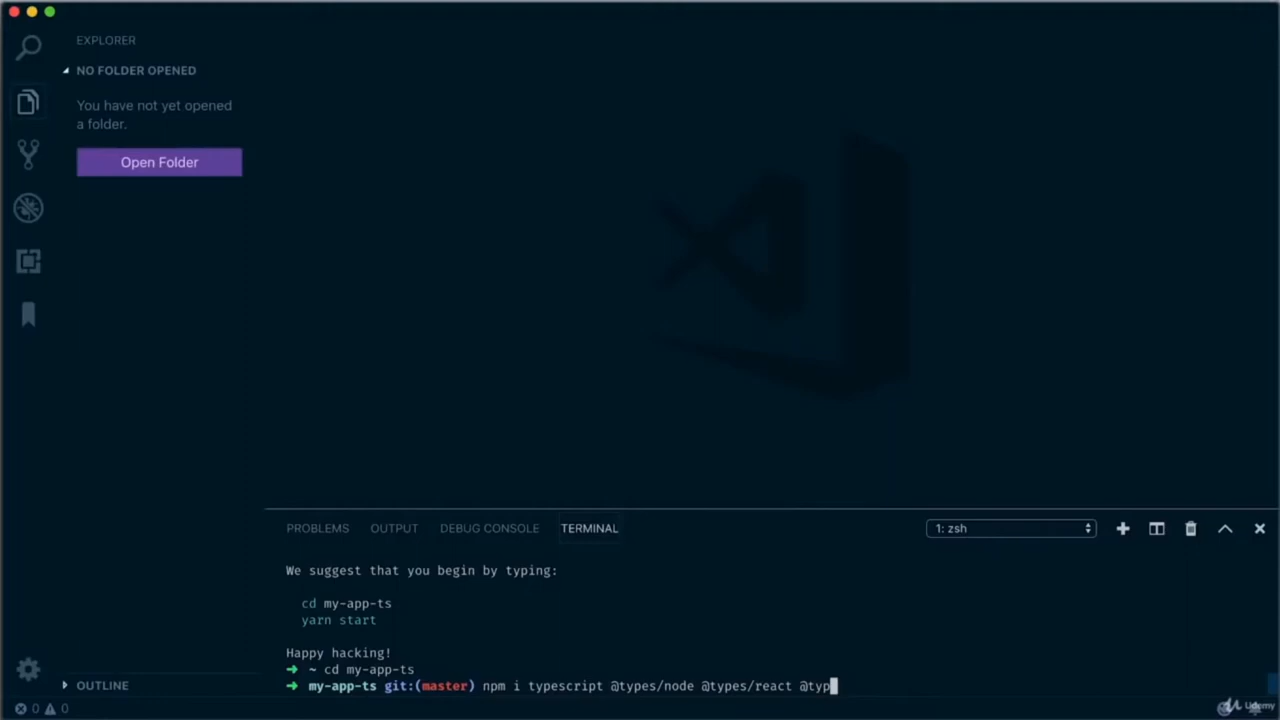 EXPLORER
NO FOLDER OPENED
You have not yet opened
a folder.
Open Folder
PROBLEMS OUTPUT DEBUG CONSOLE TERMINAL 1: zsh
We suggest that you begin by typing:
cd my-app-ts
yarn start
Happy hacking!
➜ ~ cd my-app-ts
➜ my-app-ts git:(master) npm i typescript @types/node @types/react @typ
OUTLINE
0 0
Udemy